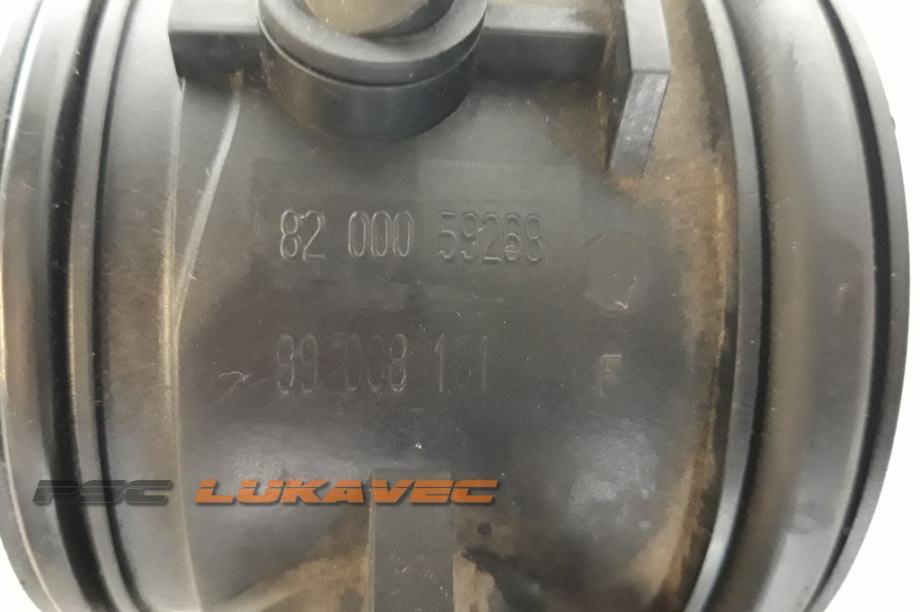 82 000 59268
99 008 101
F
PSC LUKAVEC